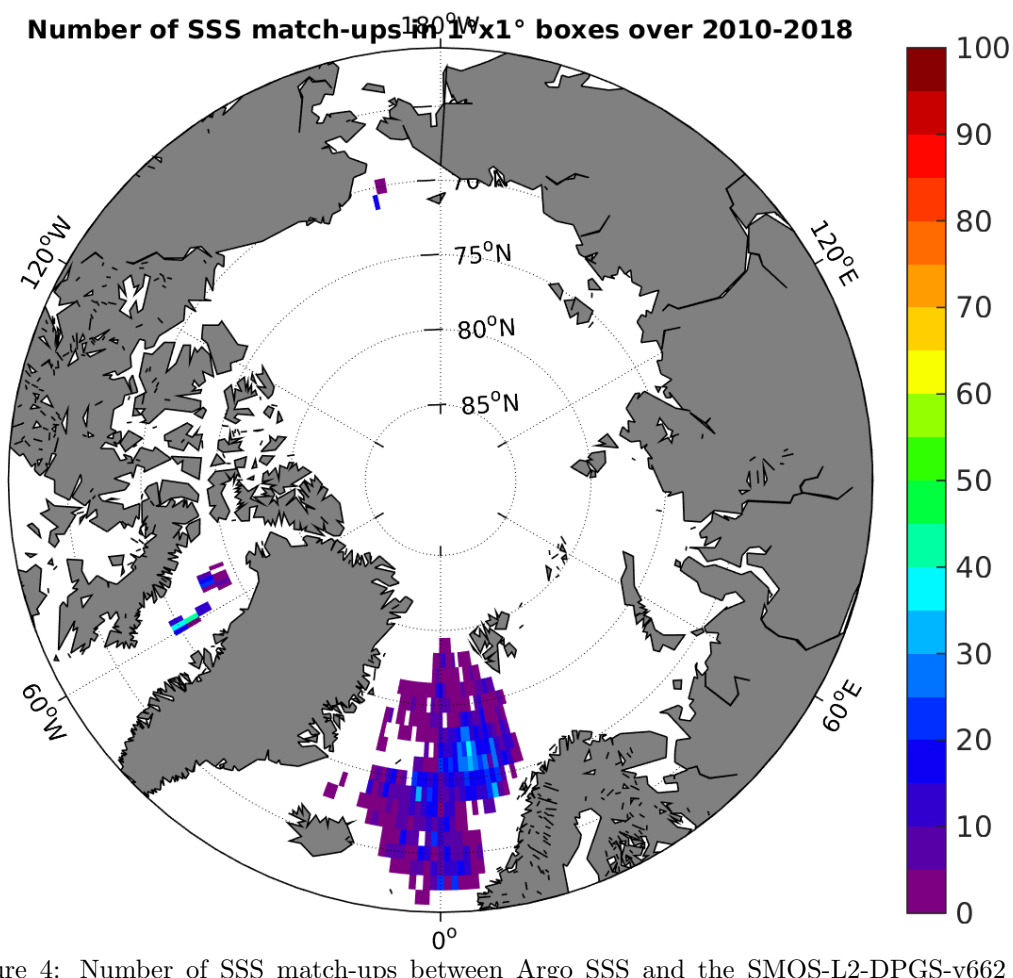 Number of SSS match-ups in 1°x1° boxes over 2010-2018
180°W
100
90
80
70
60
50
40
30
20
10
0
120°W
120°E
70
75°N
80°N
85°N
60°W
60°E
0°
ure 4: Number of SSS match-ups between Argo SSS and the SMOS-L2-DPGS-v662